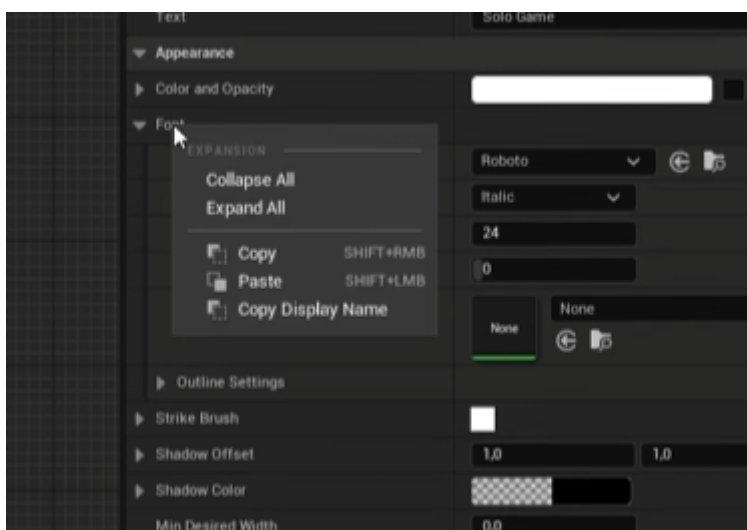 Text
Solo Game
Appearance
Color and Opacity
Font
EXPANSION
Collapse All
Expand All
Copy SHIFT+RMB
Paste SHIFT+LMB
Copy Display Name
Roboto
Italic
24
0
None
None
Outline Settings
Strike Brush
Shadow Offset 1,0 1,0
Shadow Color
Min Desired Width 0,0